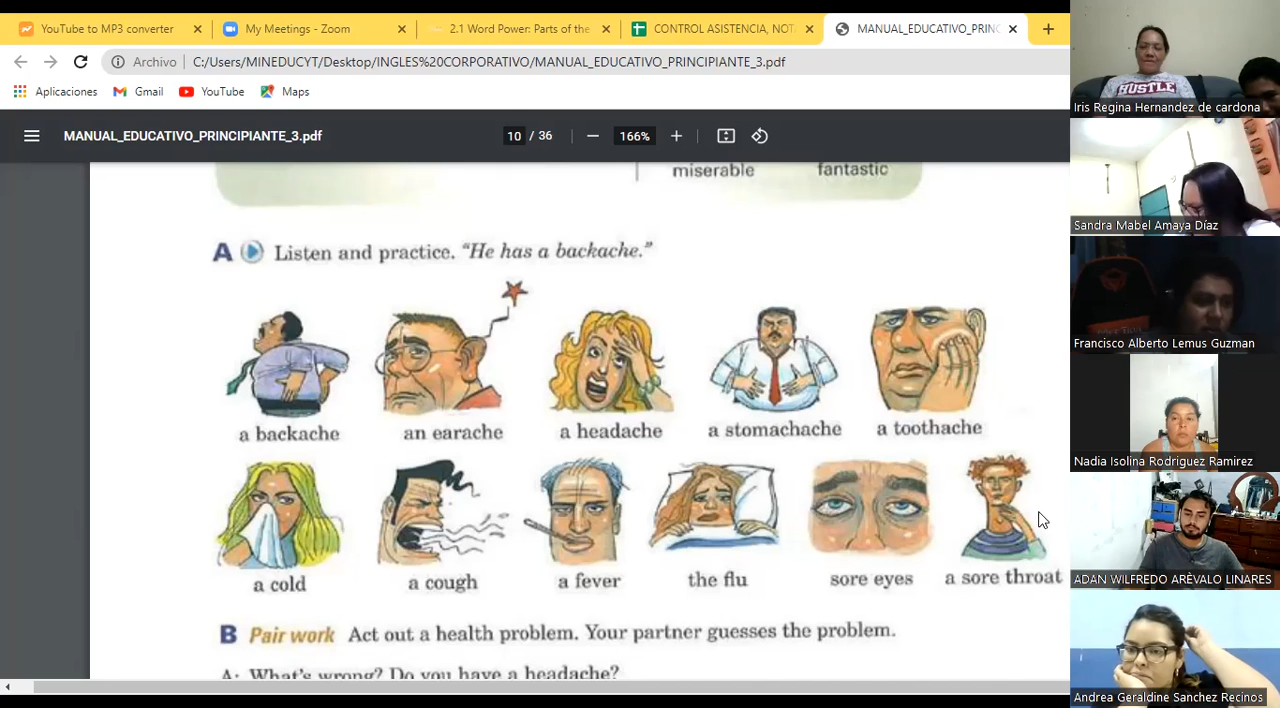 YouTube to MP3 converter
My Meetings - Zoom
2.1 Word Power: Parts of the
CONTROL ASISTENCIA, NOT
MANUAL_EDUCATIVO_PRINC
Archivo
C:/Users/MINEDUCYT/Desktop/INGLES%20CORPORATIVO/MANUAL_EDUCATIVO_PRINCIPIANTE_3.pdf
Aplicaciones
Gmail
YouTube
Maps
MANUAL_EDUCATIVO_PRINCIPIANTE_3.pdf
10 / 36
166%
miserable fantastic
A Listen and practice. "He has a backache."
a backache
an earache
a headache
a stomachache
a toothache
a cold
a cough
a fever
the flu
sore eyes
a sore throat
B Pair work Act out a health problem. Your partner guesses the problem.
A: What's wrong? Do you have a headache?
HUSTLE
Iris Regina Hernandez de cardona
Sandra Mabel Amaya Díaz
Francisco Alberto Lemus Guzman
Nadia Isolina Rodriguez Ramirez
ADAN WILFREDO ARÈVALO LINARES
Andrea Geraldine Sanchez Recinos